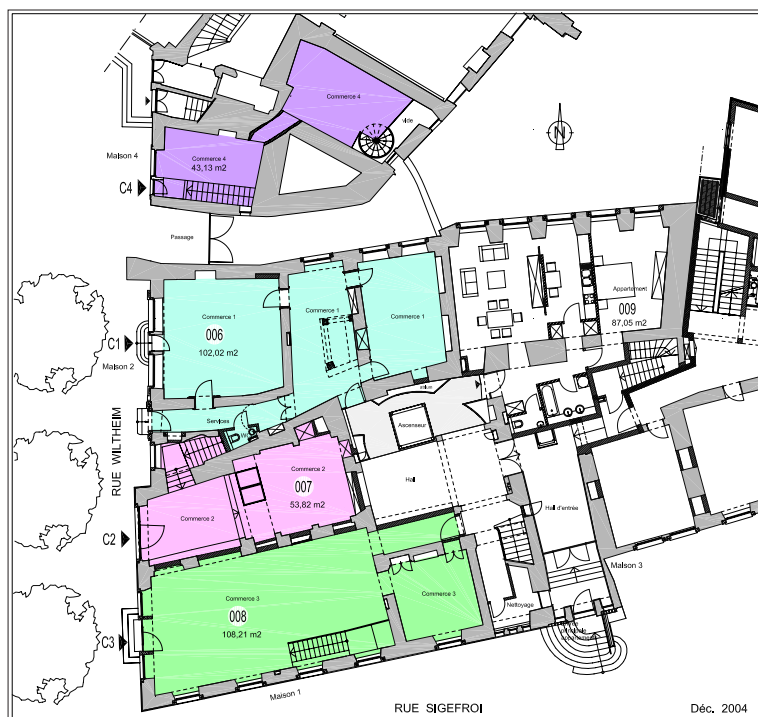 Commerce 4
vide
Commerce 4
43,13 m2
Maison 4
C4
N
Passage
Commerce 1
006
102,02 m2
Commerce 1
Commerce 1
Appartement
009
87,05 m2
C1
Maison 2
Services
Ascenseur
RUE WILTHEIM
Commerce 2
007
53,82 m2
Hall
Commerce 2
C2
Hall d'entrée
Maison 3
Commerce 3
008
108,21 m2
Commerce 3
Nettoyage
C3
Maison 1
RUE SIGEFROI
Déc. 2004